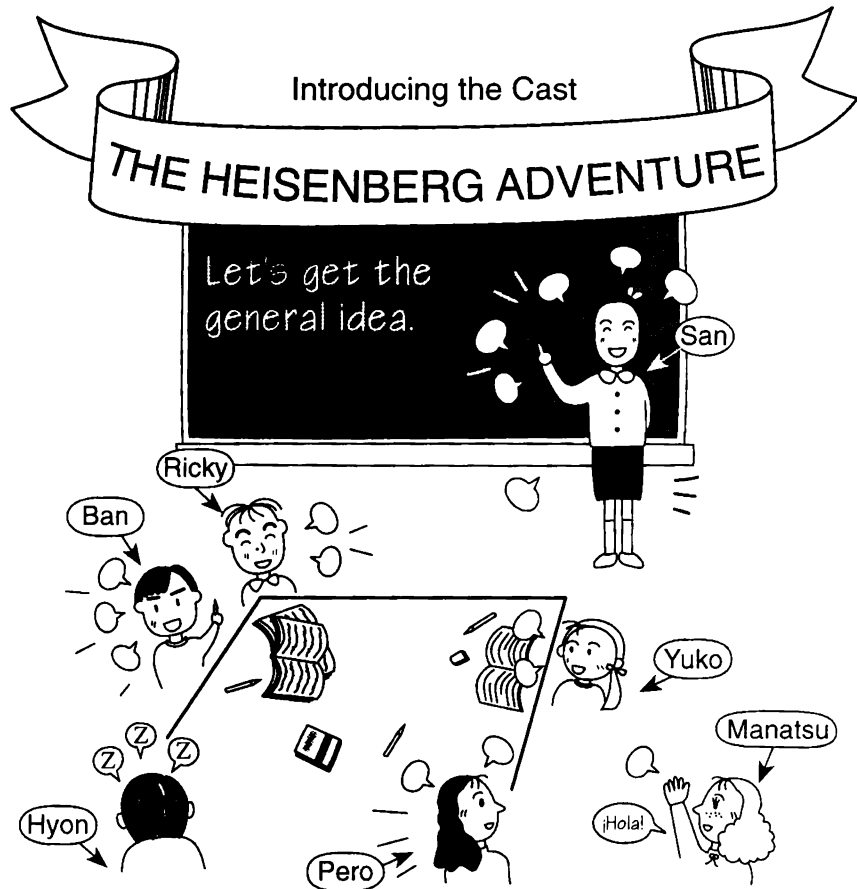 Introducing the Cast
THE HEISENBERG ADVENTURE
Let's get the
general idea.
San
Ricky
Ban
Yuko
Manatsu
Z
Z
Z
Hyon
Pero
¡Hola!